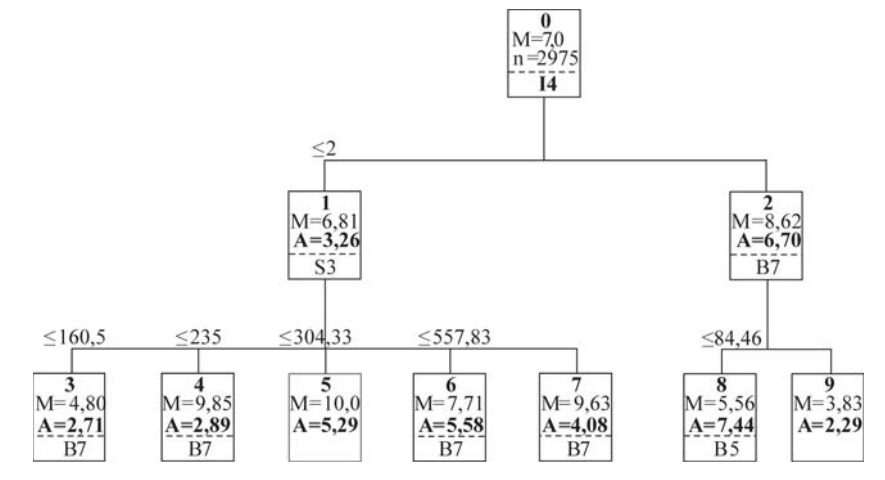 0
M=7,0
n=2975
I4
≤2
1
M=6,81
A=3,26
S3
2
M=8,62
A=6,70
B7
≤160,5
≤235
≤304,33
≤557,83
≤84,46
3
M=4,80
A=2,71
B7
4
M=9,85
A=2,89
B7
5
M=10,0
A=5,29
6
M=7,71
A=5,58
B7
7
M=9,63
A=4,08
B7
8
M=5,56
A=7,44
B5
9
M=3,83
A=2,29